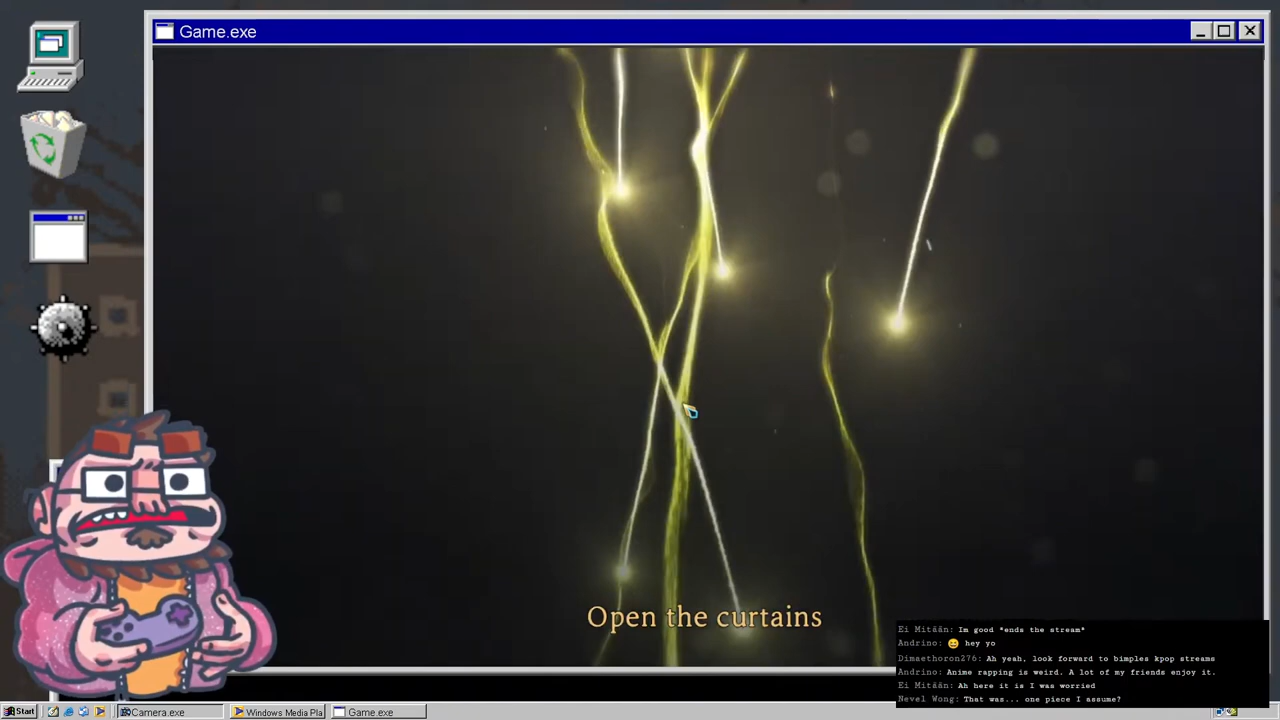 Game.exe
Open the curtains
Ei Mitään: Im good *ends the stream*
Andrino: 😄 hey yo
Dimaethoron276: Ah yeah, look forward to bimples kpop streams
Andrino: Anime rapping is weird. A lot of my friends enjoy it.
Ei Mitään: Ah here it is I was worried
Nevel Wong: That was... one piece I assume?
Start
Camera.exe
Windows Media Pla
Game.exe